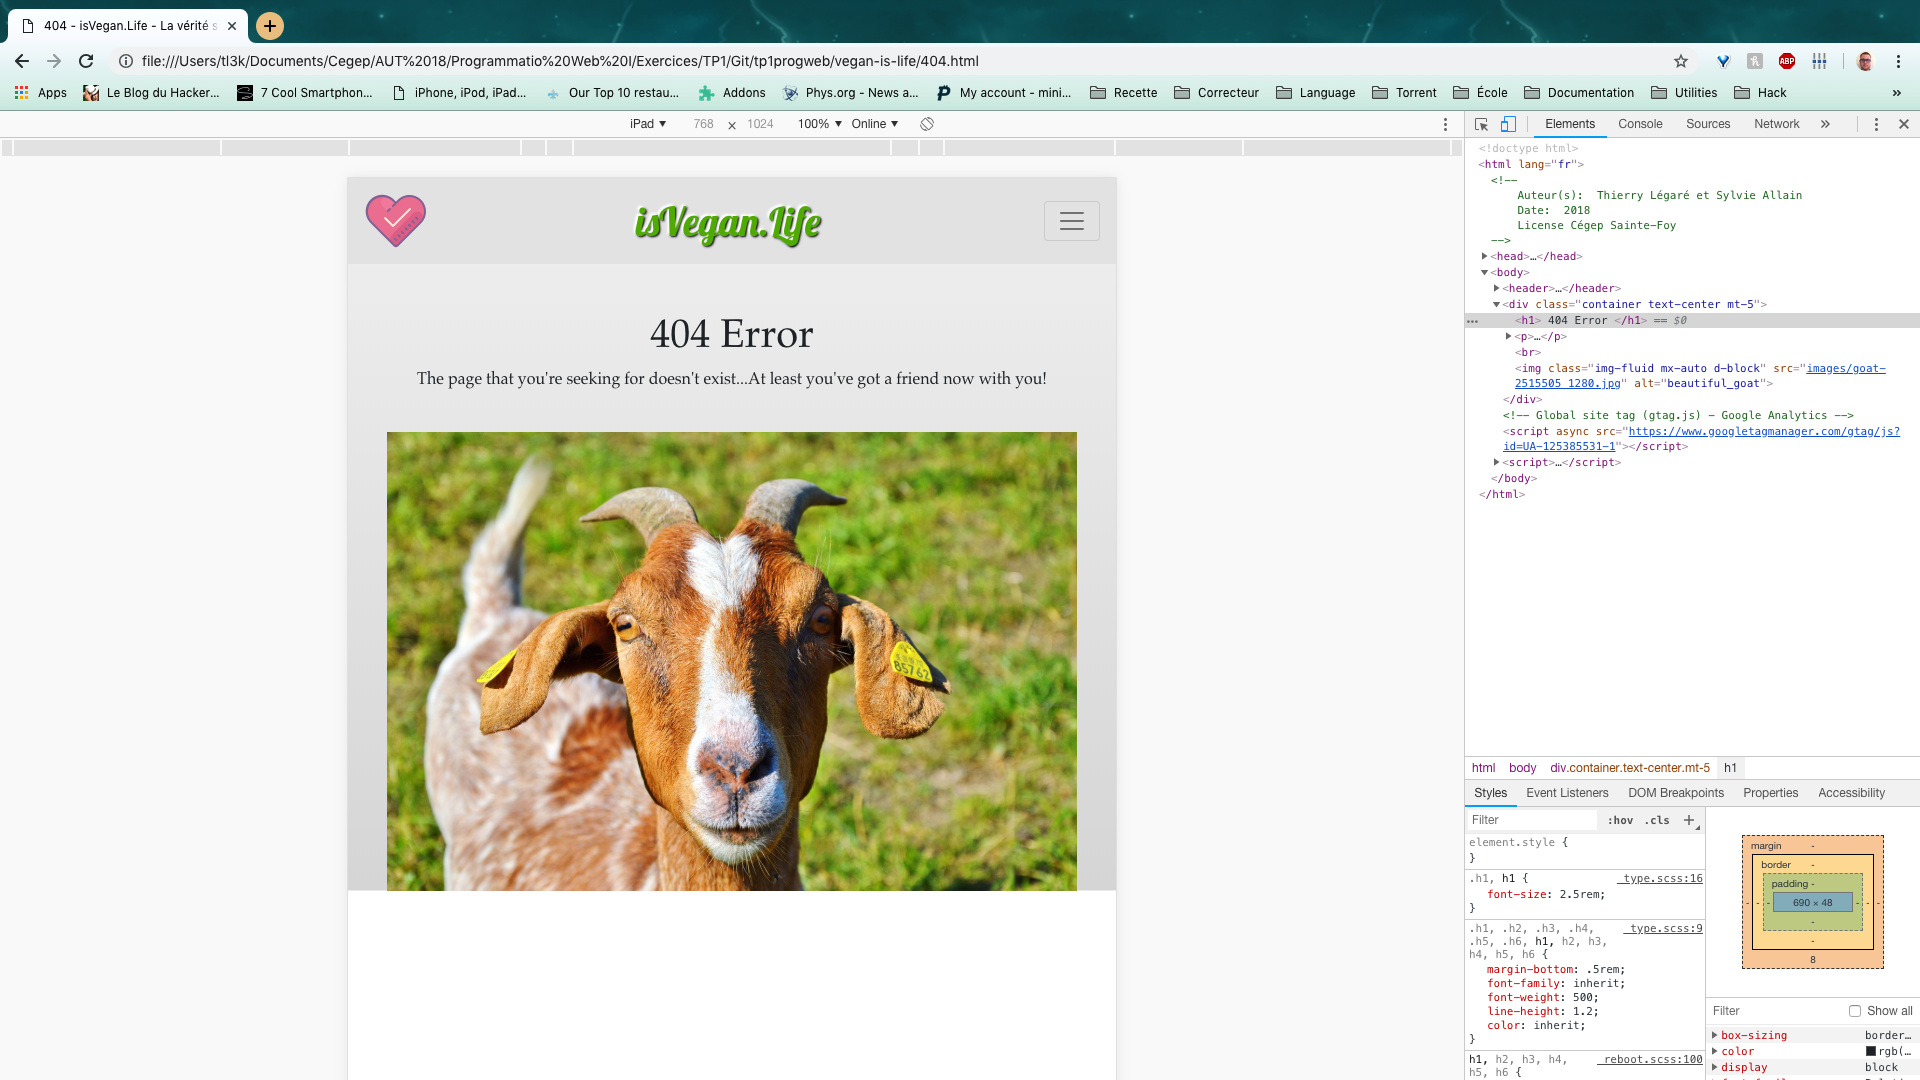 404 - isVegan.Life - La vérité s
file:///Users/tl3k/Documents/Cegep/AUT%2018/Programmatio%20Web%20I/Exercices/TP1/Git/tp1progweb/vegan-is-life/404.html
ABP
Apps Le Blog du Hacker... 7 Cool Smartphon... iPhone, iPod, iPad... Our Top 10 restau... Addons Phys.org - News a... My account - mini... Recette Correcteur Language Torrent École Documentation Utilities Hack »
iPad ▼ 768 x 1024 100% ▼ Online ▼
Elements Console Sources Network »
isVegan.Life
404 Error
The page that you're seeking for doesn't exist...At least you've got a friend now with you!
85762
<!doctype html>
<html lang="fr">
<!--
Auteur(s):  Thierry Légaré et Sylvie Allain
Date:  2018
License Cégep Sainte-Foy
-->
<head>…</head>
<body>
<header>…</header>
<div class="container text-center mt-5">
<h1> 404 Error </h1> == $0
<p>…</p>
<br>
<img class="img-fluid mx-auto d-block" src="images/goat-
2515505_1280.jpg" alt="beautiful_goat">
</div>
<!-- Global site tag (gtag.js) - Google Analytics -->
<script async src="https://www.googletagmanager.com/gtag/js?
id=UA-125385531-1"></script>
<script>…</script>
</body>
</html>
html body div.container.text-center.mt-5 h1
Styles Event Listeners DOM Breakpoints Properties Accessibility
Filter :hov .cls +
element.style {
}
.h1, h1 { _type.scss:16
font-size: 2.5rem;
}
.h1, .h2, .h3, .h4, _type.scss:9
.h5, .h6, h1, h2, h3,
h4, h5, h6 {
margin-bottom: .5rem;
font-family: inherit;
font-weight: 500;
line-height: 1.2;
color: inherit;
}
h1, h2, h3, h4, _reboot.scss:100
h5, h6 {
margin -
border -
padding -
- - - 690 × 48 - - -
-
-
8
Filter Show all
box-sizing border…
color rgb(…
display block